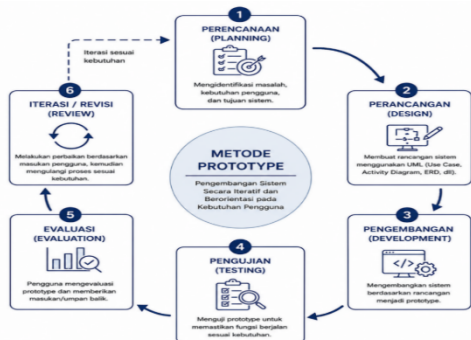 1
PERENCANAAN
(PLANNING)
Mengidentifikasi masalah,
kebutuhan pengguna,
dan tujuan sistem.
2
PERANCANGAN
(DESIGN)
Membuat rancangan sistem
menggunakan UML (Use Case,
Activity Diagram, ERD, dll).
3
PENGEMBANGAN
(DEVELOPMENT)
</>
Mengembangkan sistem
berdasarkan rancangan
menjadi prototype.
4
PENGUJIAN
(TESTING)
Menguji prototype untuk
memastikan fungsi berjalan
sesuai kebutuhan.
5
EVALUASI
(EVALUATION)
Pengguna mengevaluasi
prototype dan memberikan
masukan/umpan balik.
6
ITERASI / REVISI
(REVIEW)
Melakukan perbaikan berdasarkan
masukan pengguna, kemudian
mengulangi proses sesuai
kebutuhan.
Iterasi sesuai
kebutuhan
METODE
PROTOTYPE
Pengembangan Sistem
Secara Iteratif dan
Berorientasi pada
Kebutuhan Pengguna